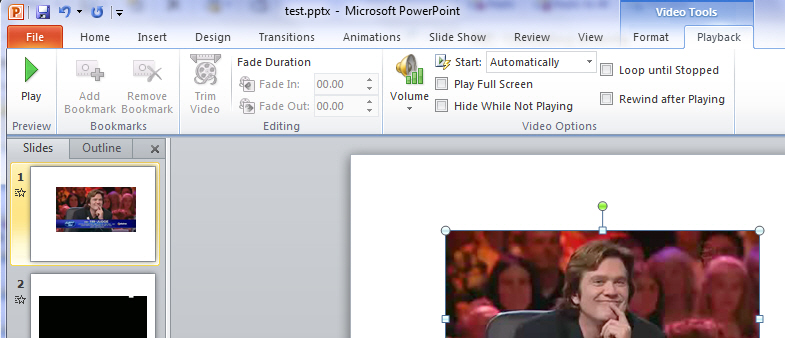 test.pptx - Microsoft PowerPoint
Video Tools
File Home Insert Design Transitions Animations Slide Show Review View Format Playback
Play
Add Bookmark
Remove Bookmark
Trim Video
Fade Duration
Fade In: 00.00
Fade Out: 00.00
Volume
Start: Automatically
Play Full Screen
Hide While Not Playing
Loop until Stopped
Rewind after Playing
Preview Bookmarks Editing Video Options
Slides Outline
1
2